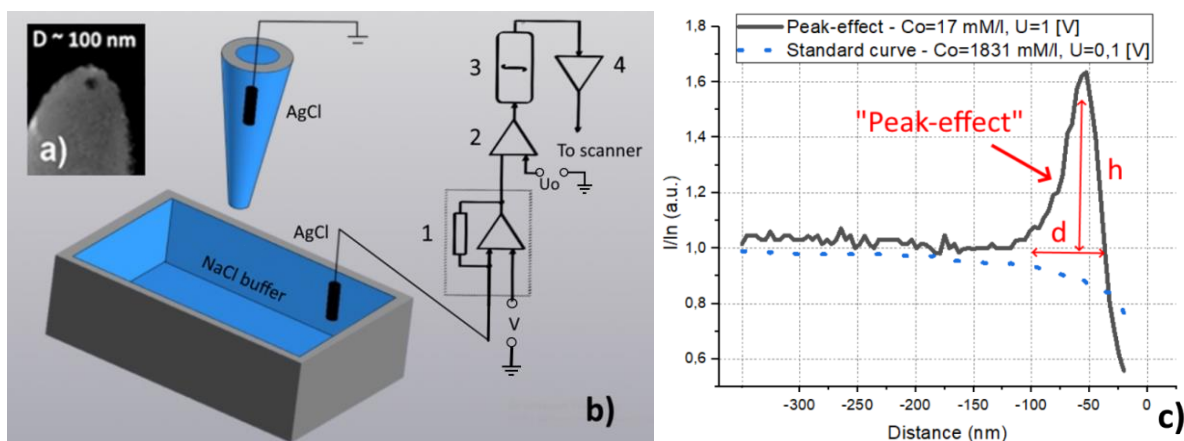 D ~ 100 nm
a)
AgCl
3
4
2
To scanner
Uo
1
AgCl
NaCl buffer
V
b)
Peak-effect - Co=17 mM/l, U=1 [V]
Standard curve - Co=1831 mM/l, U=0,1 [V]
"Peak-effect"
h
d
I/In (a.u.)
1,8
1,6
1,4
1,2
1,0
0,8
0,6
-300
-250
-200
-150
-100
-50
0
Distance (nm)
c)